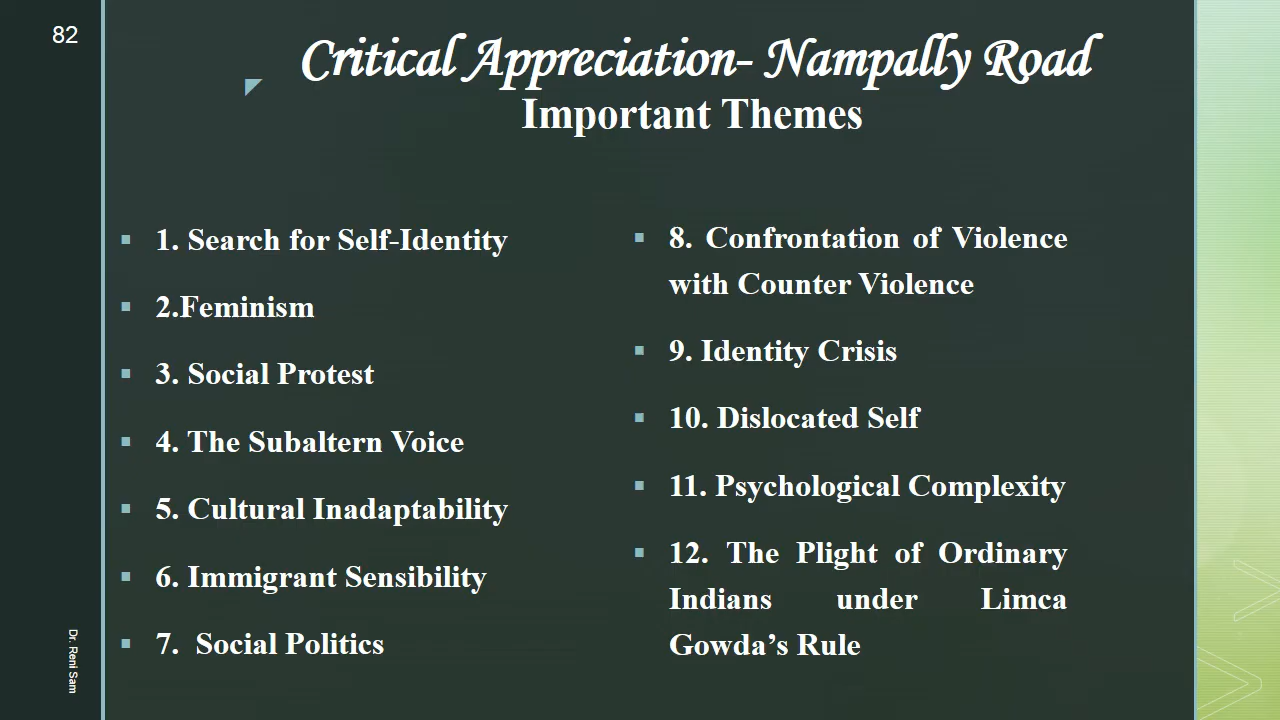 82
Critical Appreciation- Nampally Road
Important Themes
1. Search for Self-Identity
2.Feminism
3. Social Protest
4. The Subaltern Voice
5. Cultural Inadaptability
6. Immigrant Sensibility
7. Social Politics
8. Confrontation of Violence
with Counter Violence
9. Identity Crisis
10. Dislocated Self
11. Psychological Complexity
12. The Plight of Ordinary
Indians under Limca
Gowda’s Rule
Dr. Reni Sam